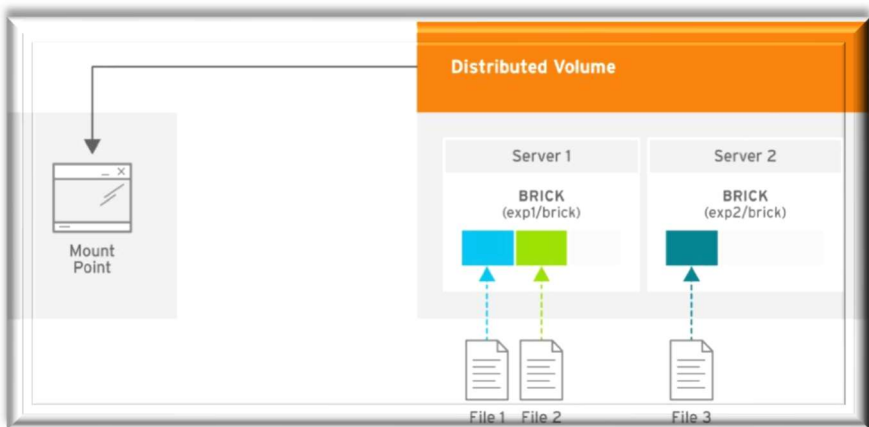 Distributed Volume
Server 1
Server 2
BRICK
(exp1/brick)
BRICK
(exp2/brick)
Mount
Point
File 1
File 2
File 3